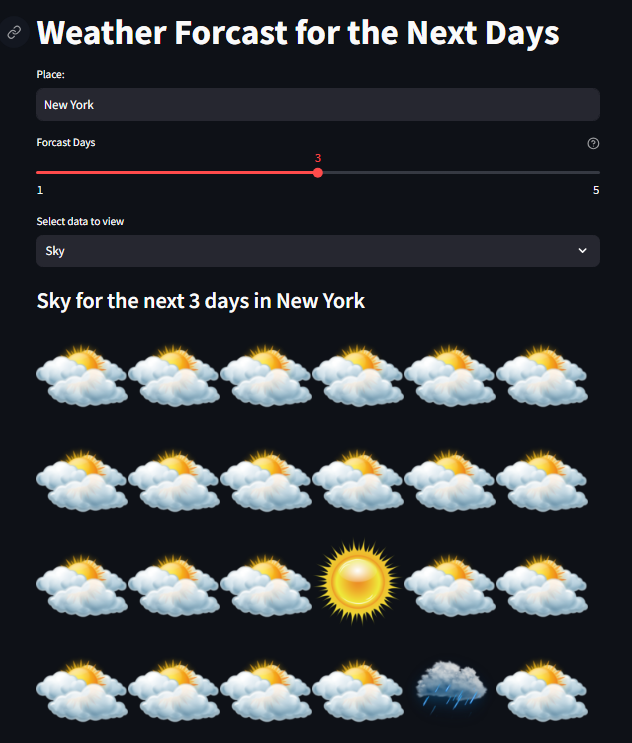 Weather Forcast for the Next Days
Place:
New York
Forcast Days
3
1 5
Select data to view
Sky
Sky for the next 3 days in New York